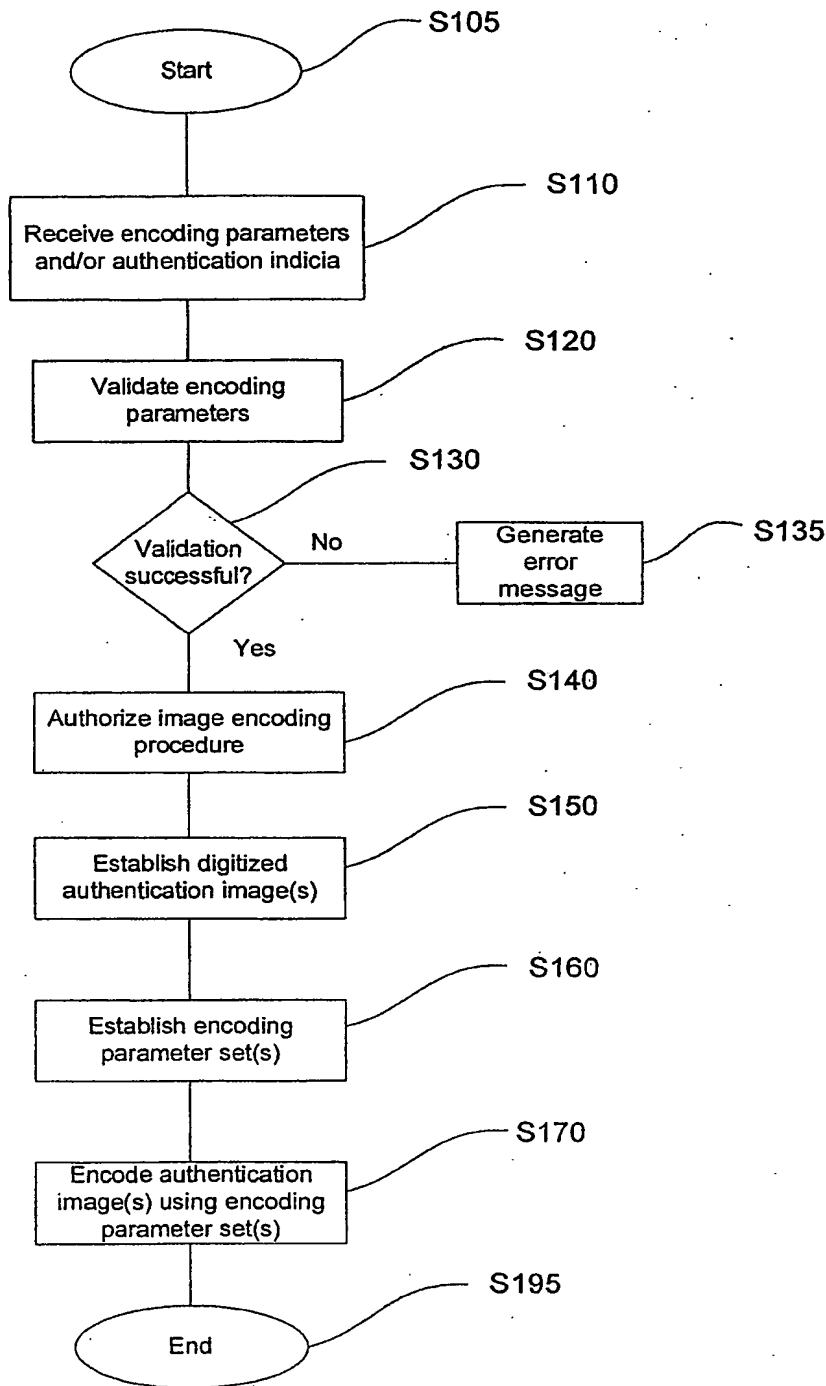 S105
Start
S110
Receive encoding parameters
and/or authentication indicia
S120
Validate encoding
parameters
S130
Validation
successful?
No
Generate
error
message
S135
Yes
S140
Authorize image encoding
procedure
S150
Establish digitized
authentication image(s)
S160
Establish encoding
parameter set(s)
S170
Encode authentication
image(s) using encoding
parameter set(s)
S195
End